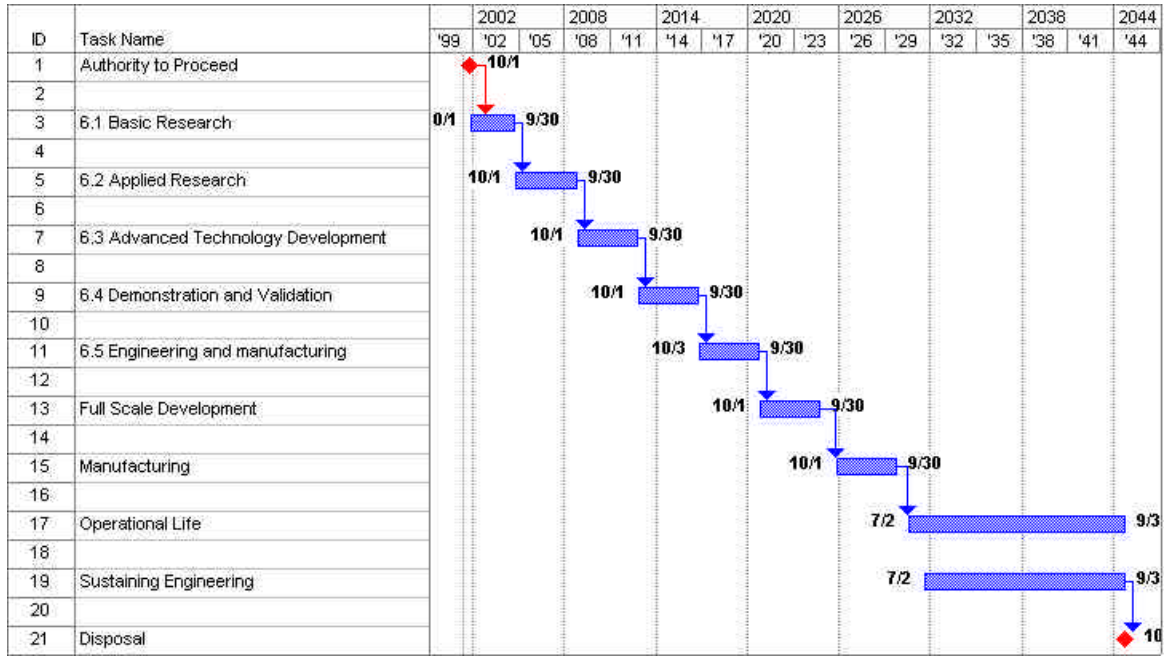 2002 2008 2014 2020 2026 2032 2038 2044
ID Task Name '99 '02 '05 '08 '11 '14 '17 '20 '23 '26 '29 '32 '35 '38 '41 '44
1 Authority to Proceed 10/1
2
3 6.1 Basic Research 0/1 9/30
4
5 6.2 Applied Research 10/1 9/30
6
7 6.3 Advanced Technology Development 10/1 9/30
8
9 6.4 Demonstration and Validation 10/1 9/30
10
11 6.5 Engineering and manufacturing 10/3 9/30
12
13 Full Scale Development 10/1 9/30
14
15 Manufacturing 10/1 9/30
16
17 Operational Life 7/2 9/3
18
19 Sustaining Engineering 7/2 9/3
20
21 Disposal 10